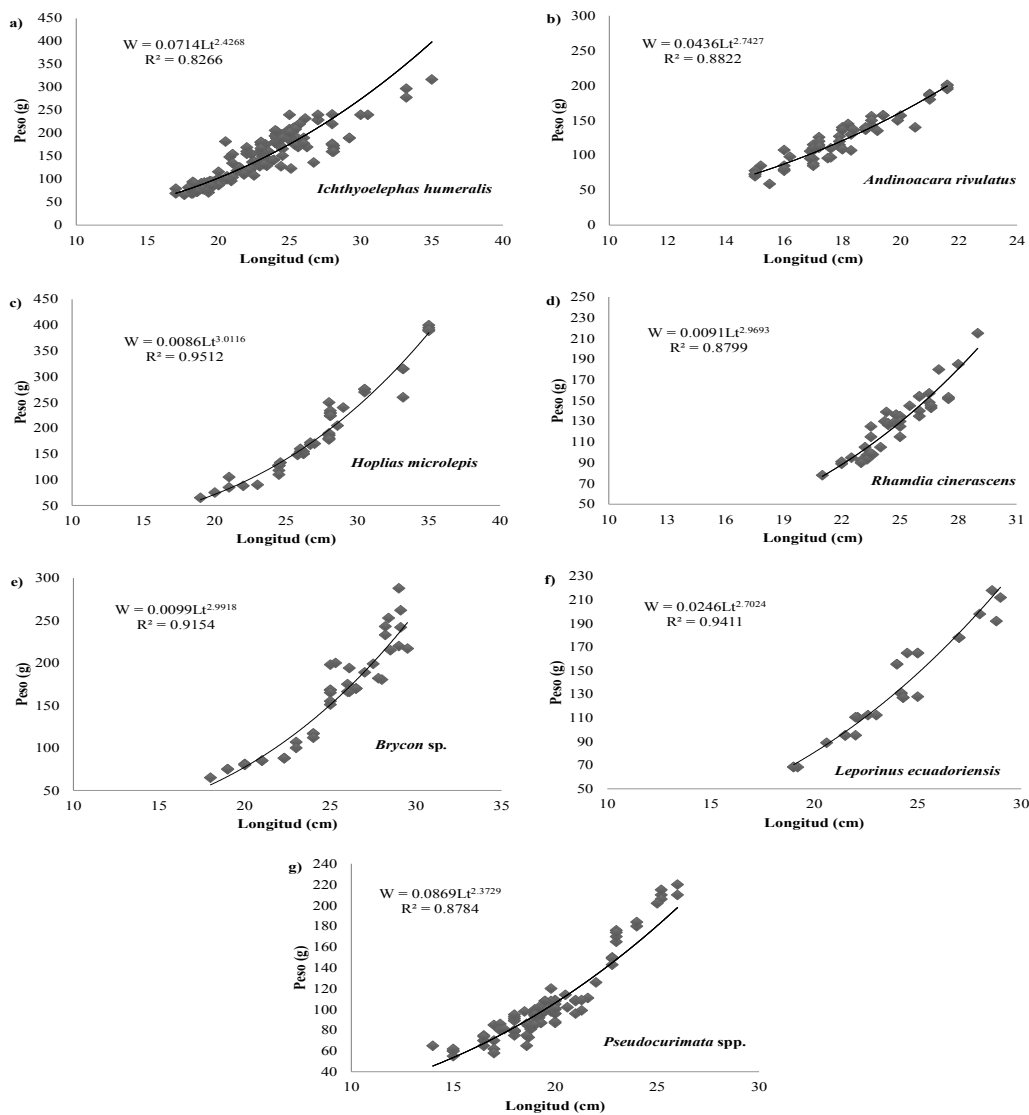 a)
450
400
350
300
250
200
150
100
50
0
Peso (g)
W = 0.0714Lt^2.4268
R² = 0.8266
Ichthyoelephas humeralis
10 15 20 25 30 35 40
Longitud (cm)
b)
300
250
200
150
100
50
0
Peso (g)
W = 0.0436Lt^2.7427
R² = 0.8822
Andinoacara rivulatus
10 12 14 16 18 20 22 24
Longitud (cm)
c)
450
400
350
300
250
200
150
100
50
Peso (g)
W = 0.0086Lt^3.0116
R² = 0.9512
Hoplias microlepis
10 15 20 25 30 35 40
Longitud (cm)
d)
250
230
210
190
170
150
130
110
90
70
50
Peso (g)
W = 0.0091Lt^2.9693
R² = 0.8799
Rhamdia cinerascens
10 13 16 19 22 25 28 31
Longitud (cm)
e)
300
250
200
150
100
50
Peso (g)
W = 0.0099Lt^2.9918
R² = 0.9154
Brycon sp.
10 15 20 25 30 35
Longitud (cm)
f)
230
210
190
170
150
130
110
90
70
50
Peso (g)
W = 0.0246Lt^2.7024
R² = 0.9411
Leporinus ecuadoriensis
10 15 20 25 30
Longitud (cm)
g)
240
220
200
180
160
140
120
100
80
60
40
Peso (g)
W = 0.0869Lt^2.3729
R² = 0.8784
Pseudocurimata spp.
10 15 20 25 30
Longitud (cm)